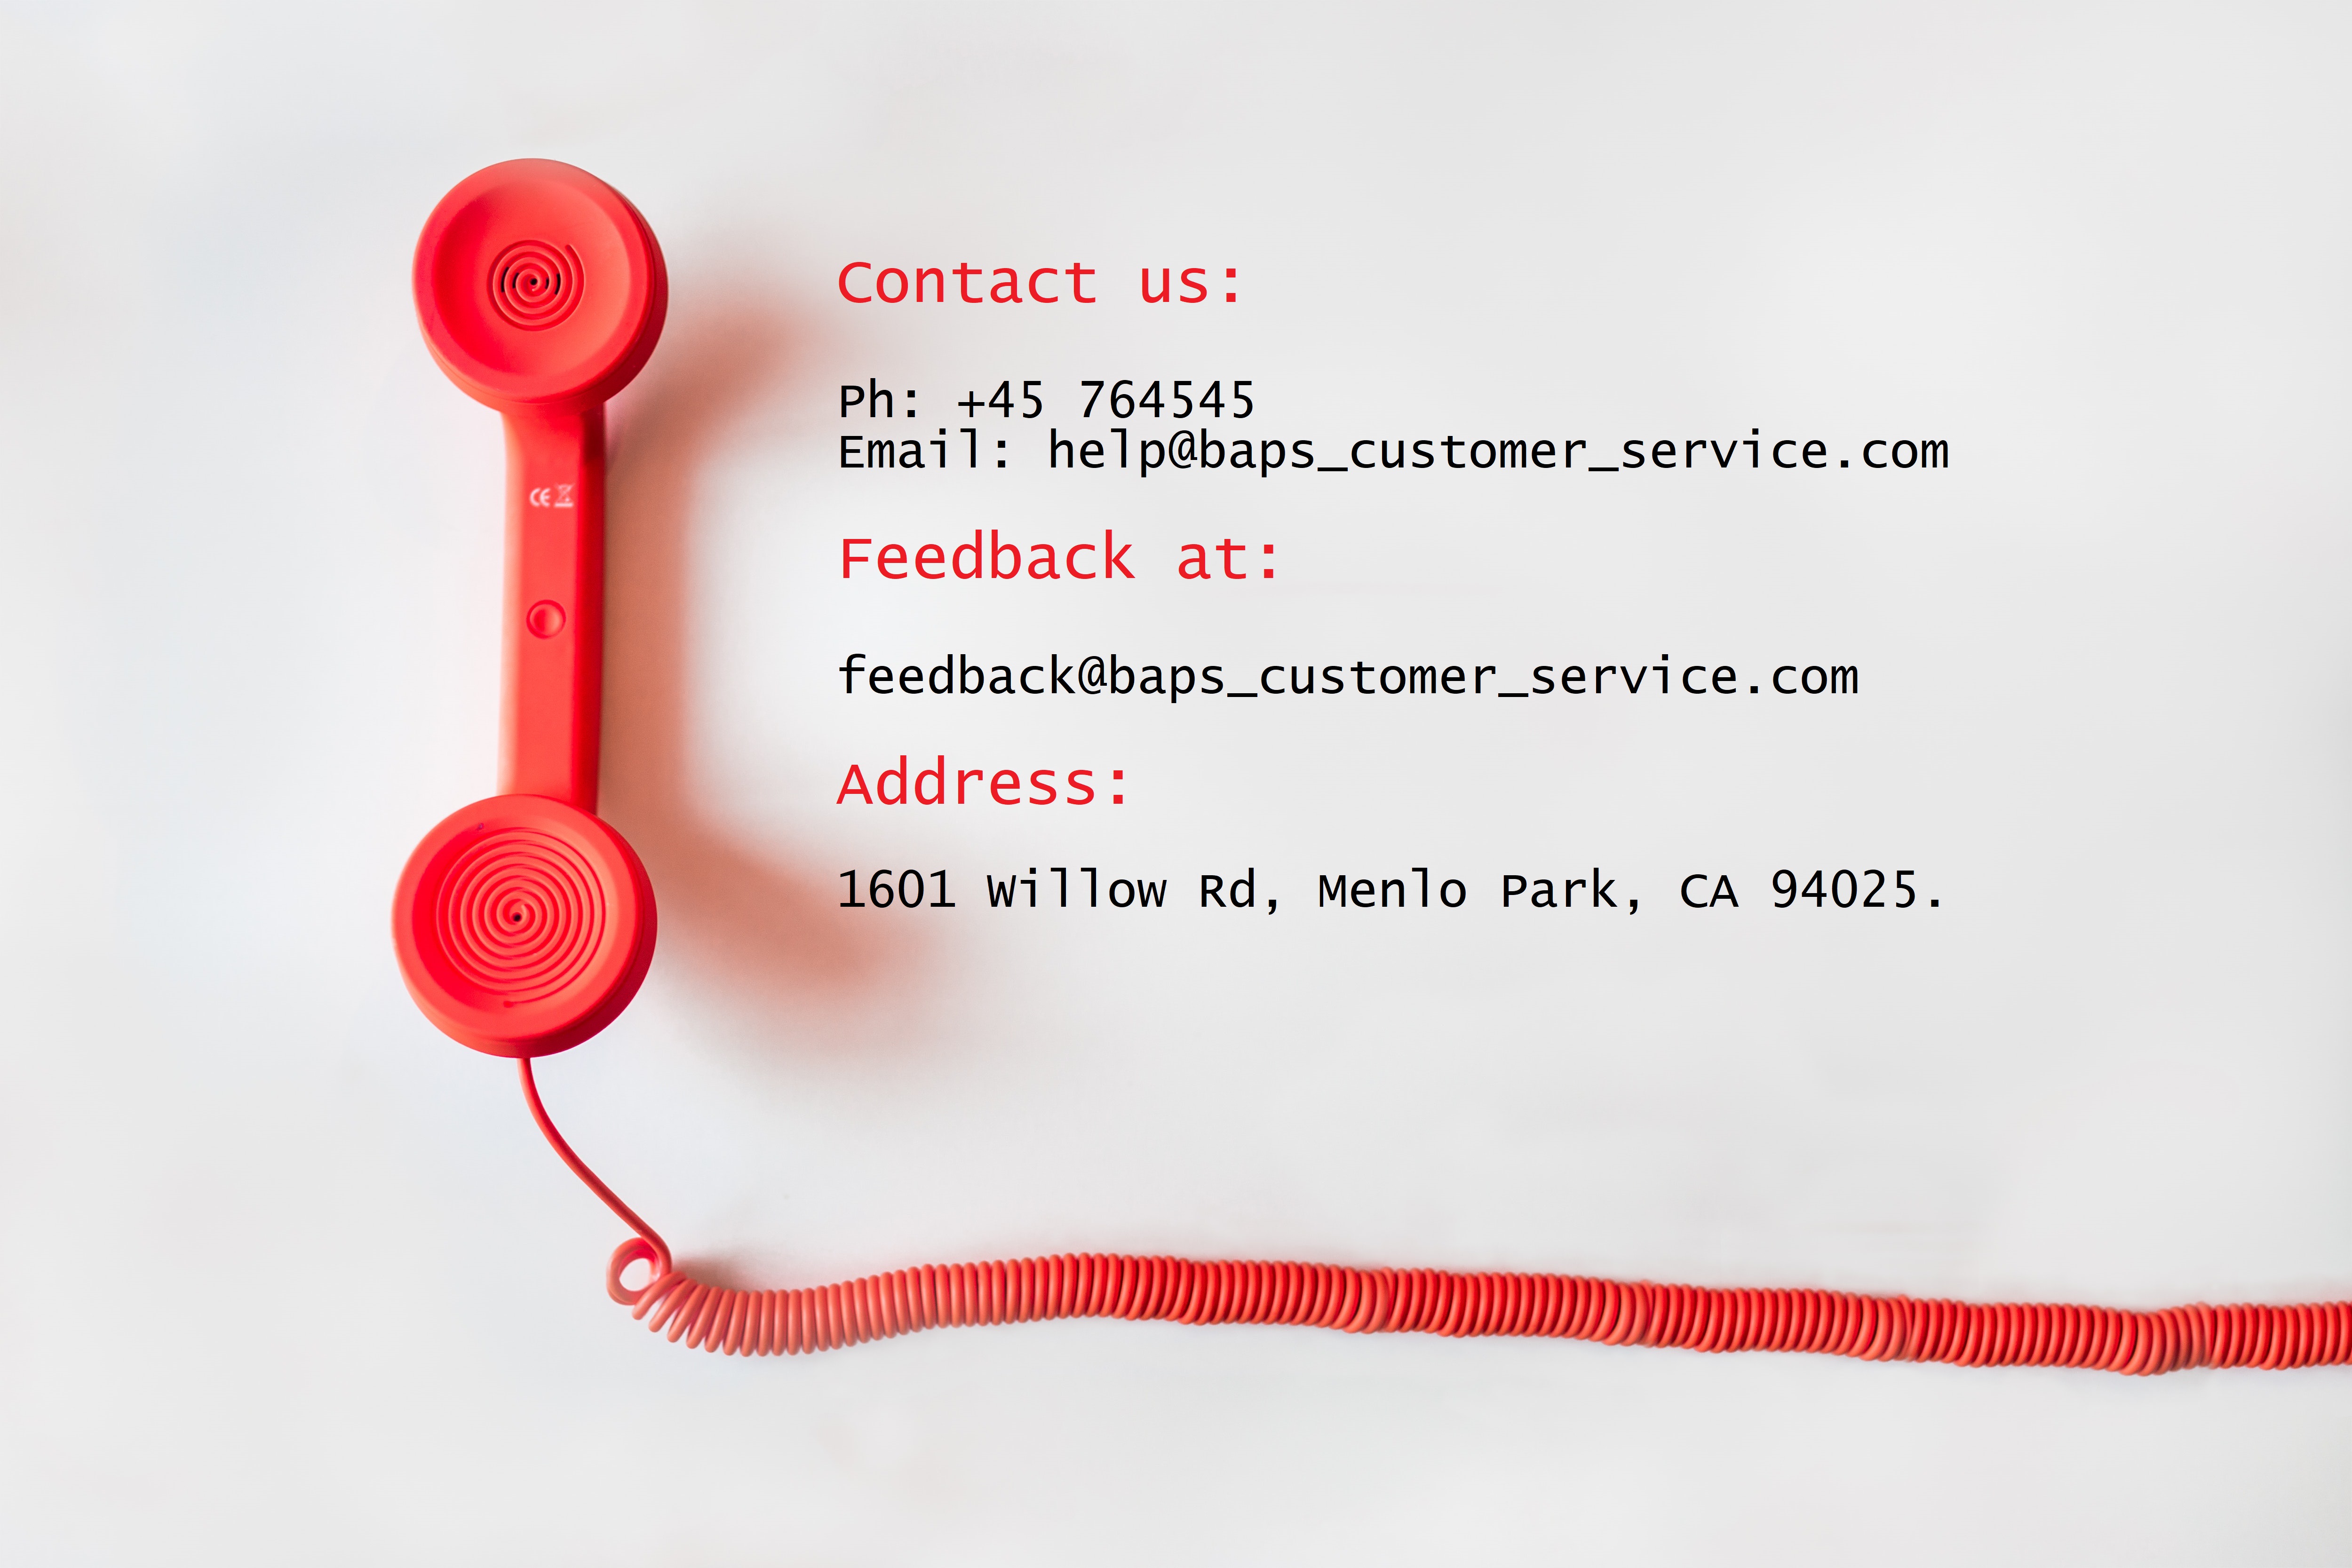 Contact us:
Ph: +45 764545
Email: help@baps_customer_service.com
Feedback at:
feedback@baps_customer_service.com
Address:
1601 Willow Rd, Menlo Park, CA 94025.
CE